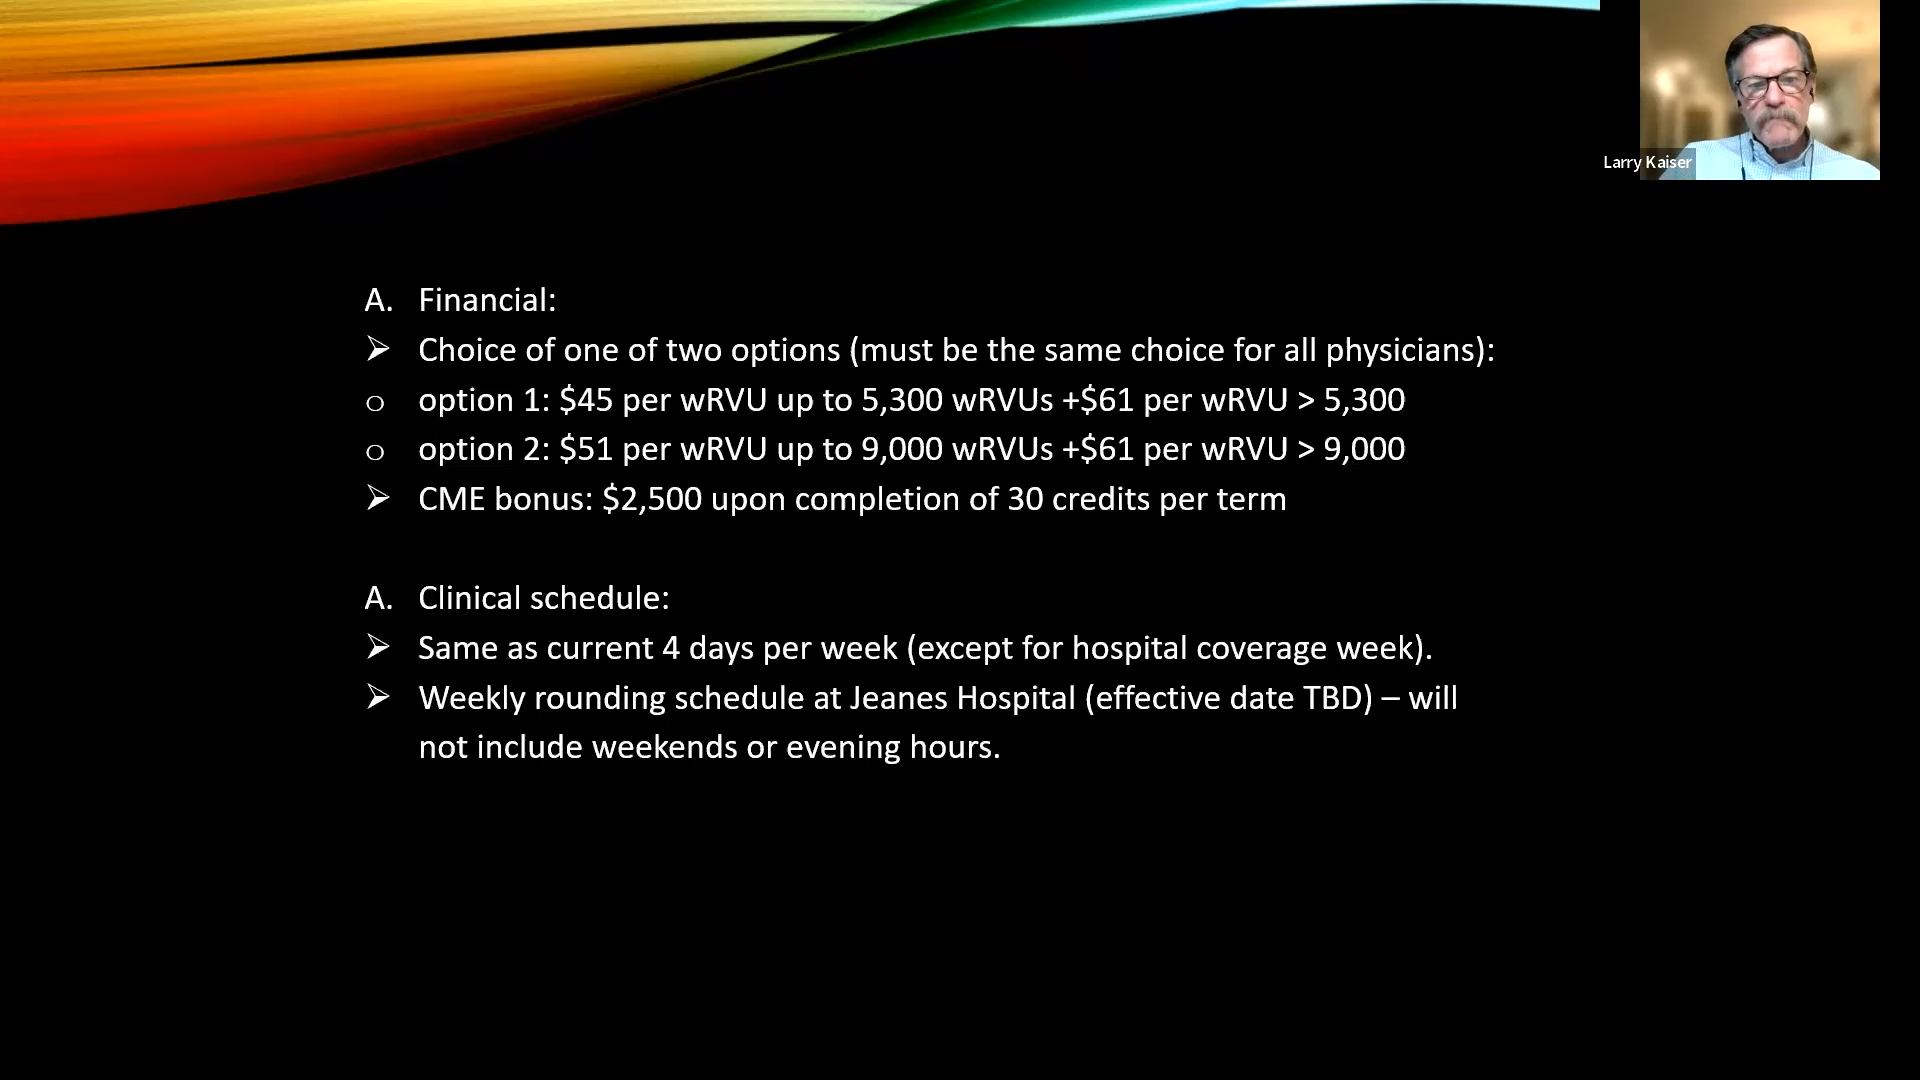 Larry Kaiser
A. Financial:
➢ Choice of one of two options (must be the same choice for all physicians):
o option 1: $45 per wRVU up to 5,300 wRVUs +$61 per wRVU > 5,300
o option 2: $51 per wRVU up to 9,000 wRVUs +$61 per wRVU > 9,000
➢ CME bonus: $2,500 upon completion of 30 credits per term
A. Clinical schedule:
➢ Same as current 4 days per week (except for hospital coverage week).
➢ Weekly rounding schedule at Jeanes Hospital (effective date TBD) – will
not include weekends or evening hours.